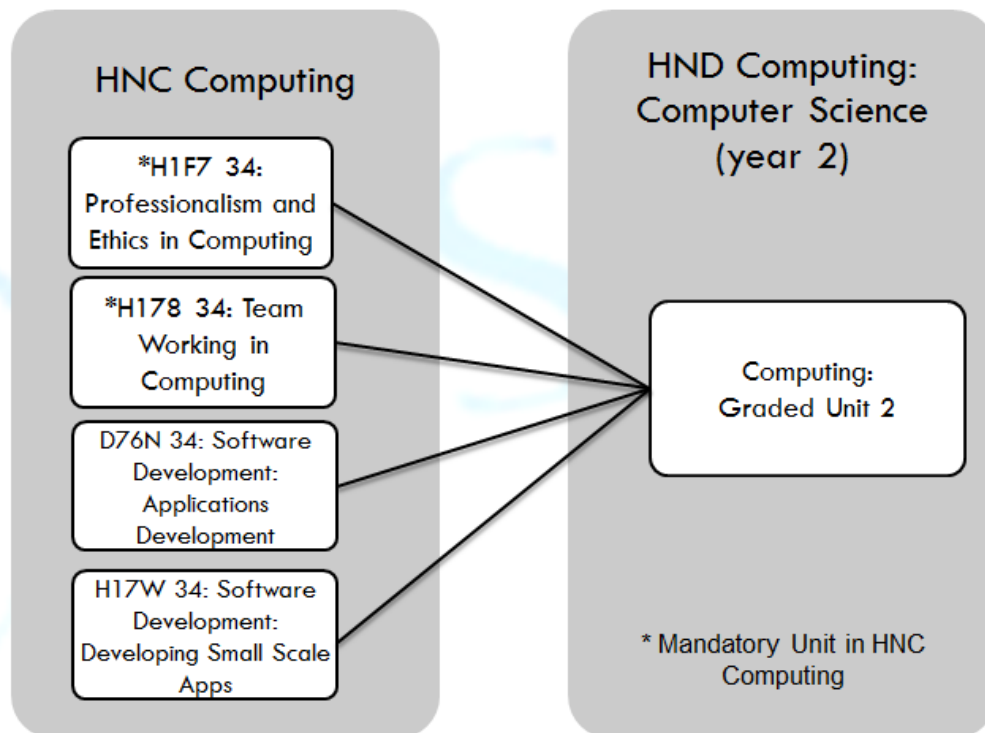 HNC Computing
*H1F7 34:
Professionalism and
Ethics in Computing
*H178 34: Team
Working in
Computing
D76N 34: Software
Development:
Applications
Development
H17W 34: Software
Development:
Developing Small Scale
Apps
HND Computing:
Computer Science
(year 2)
Computing:
Graded Unit 2
* Mandatory Unit in HNC
Computing